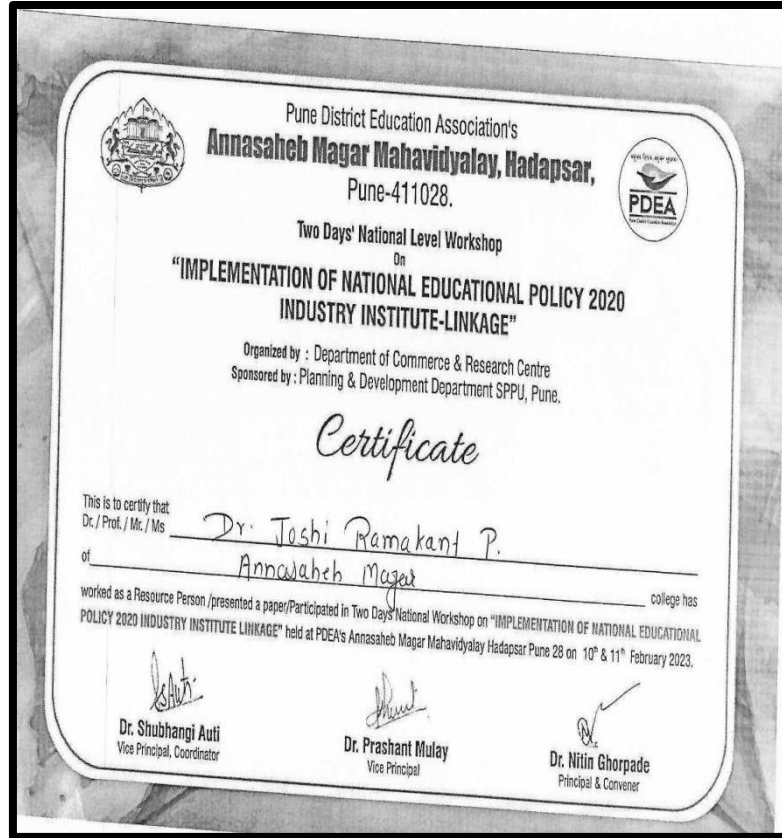 Pune District Education Association's
Annasaheb Magar Mahavidyalay, Hadapsar,
Pune-411028.
PDEA
Two Days' National Level Workshop
On
“IMPLEMENTATION OF NATIONAL EDUCATIONAL POLICY 2020
INDUSTRY INSTITUTE-LINKAGE”
Organized by : Department of Commerce & Research Centre
Sponsored by : Planning & Development Department SPPU, Pune.
Certificate
This is to certify that
Dr. / Prof. / Mr. / Ms Dr. Joshi Ramakant P.
of Annasaheb Magar college has
worked as a Resource Person /presented a paper/Participated in Two Days National Workshop on “IMPLEMENTATION OF NATIONAL EDUCATIONAL
POLICY 2020 INDUSTRY INSTITUTE LINKAGE” held at PDEA's Annasaheb Magar Mahavidyalay Hadapsar Pune 28 on 10th & 11th February 2023.
Dr. Shubhangi Auti
Vice Principal, Coordinator
Dr. Prashant Mulay
Vice Principal
Dr. Nitin Ghorpade
Principal & Convener